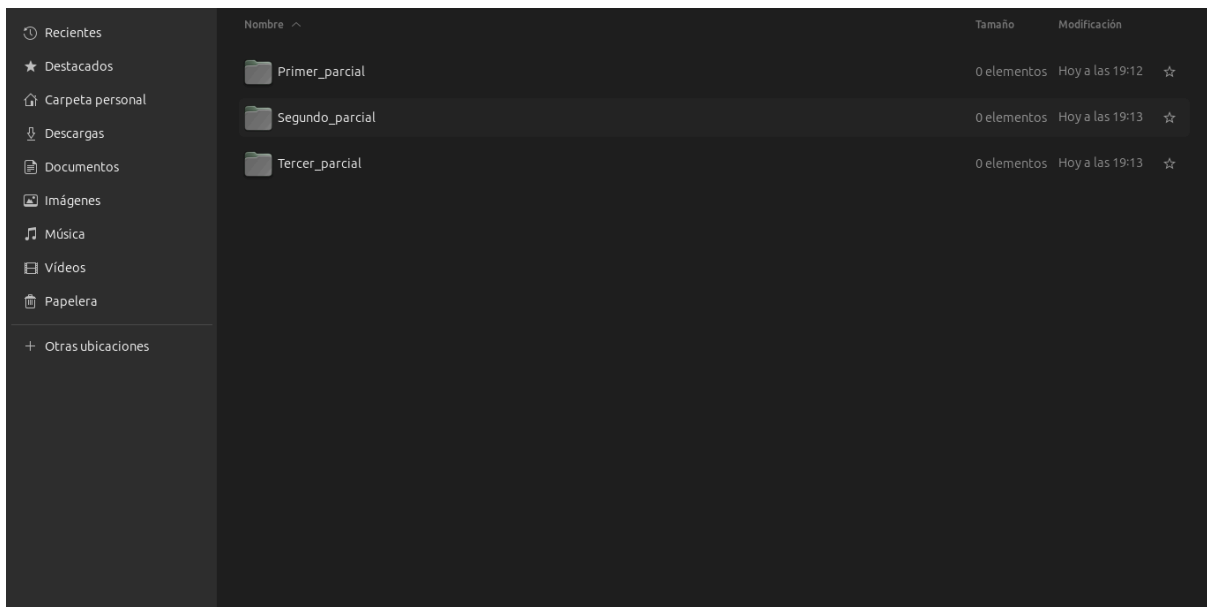 Recientes
Destacados
Carpeta personal
Descargas
Documentos
Imágenes
Música
Vídeos
Papelera
Otras ubicaciones
Nombre Tamaño Modificación
Primer_parcial 0 elementos Hoy a las 19:12
Segundo_parcial 0 elementos Hoy a las 19:13
Tercer_parcial 0 elementos Hoy a las 19:13